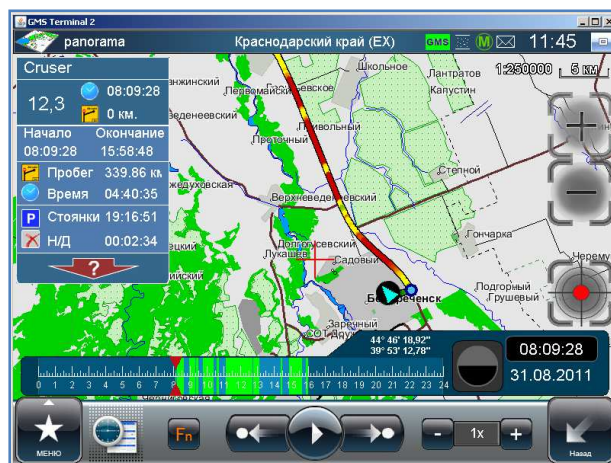 GMS Terminal 2
panorama
Краснодарский край (EX)
GMS
M
11:45
Cruser
12,3
08:09:28
0 км.
Начало Окончание
08:09:28 15:58:48
Пробег 339.86 км
Время 04:40:35
P Стоянки 19:16:51
Н/Д 00:02:34
?
1:250000
5 км
Школьное
Лантратов
Капустин
Первомайский
Привольный
Проточный
Степной
Верхневеденеевский
Гончарка
Долгогусевский
Лукашев
Садовый
Подгорный
Грушевый
Заречный
44° 46' 18,92"
39° 53' 12,78"
08:09:28
31.08.2011
0 1 2 3 4 5 6 7 8 9 10 11 12 13 14 15 16 17 18 19 20 21 22 23 24
МЕНЮ
Fn
-
1x
+
Назад